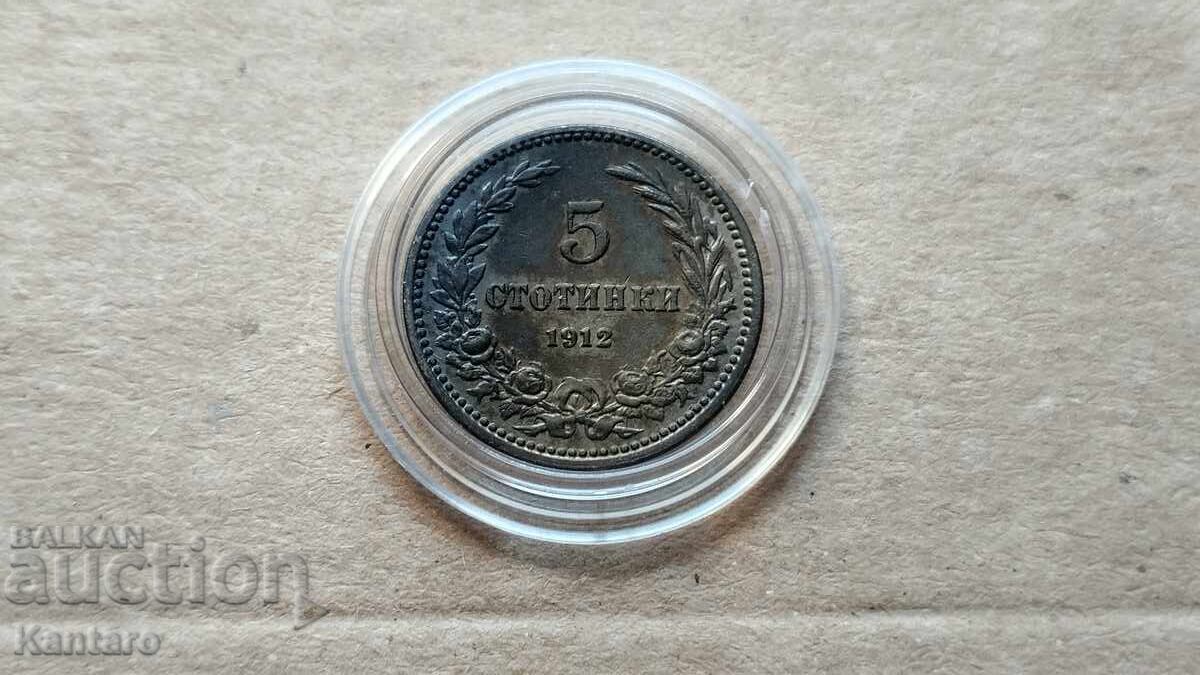 5
СТОТИНКИ
1912
BALKAN
auction
Kantaro